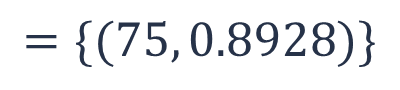 = {(75, 0.8928)}